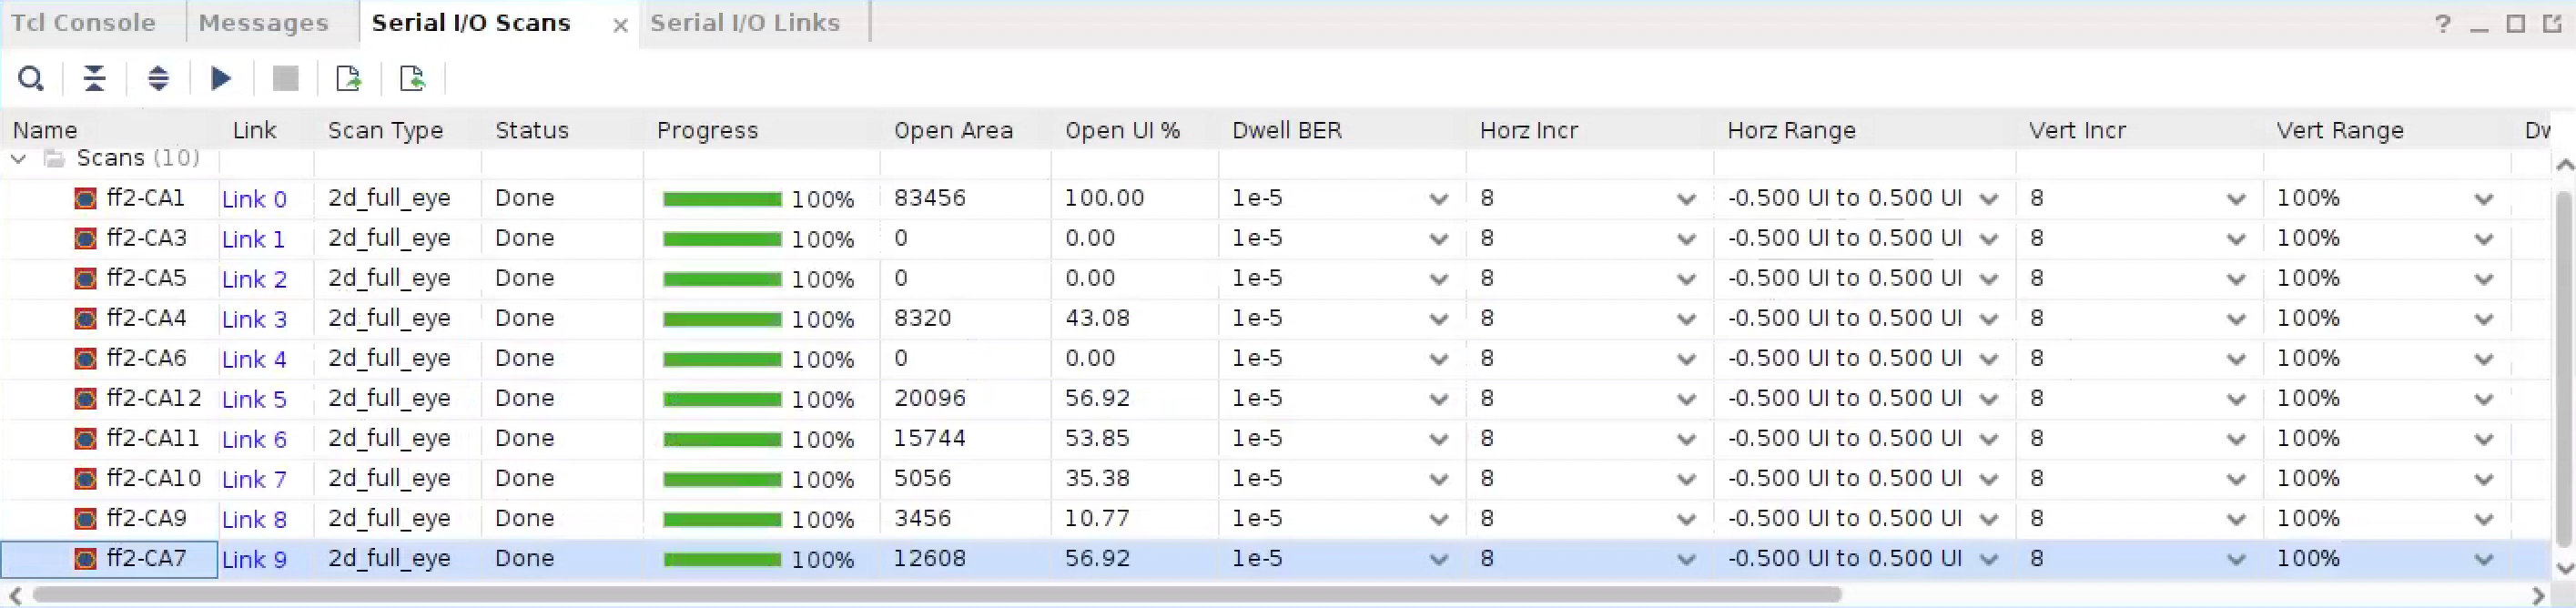 Tcl Console Messages Serial I/O Scans × Serial I/O Links ?
Name Link Scan Type Status Progress Open Area Open UI % Dwell BER Horz Incr Horz Range Vert Incr Vert Range Dw
Scans (10)
ff2-CA1 Link 0 2d_full_eye Done 100% 83456 100.00 1e-5 8 -0.500 UI to 0.500 UI 8 100%
ff2-CA3 Link 1 2d_full_eye Done 100% 0 0.00 1e-5 8 -0.500 UI to 0.500 UI 8 100%
ff2-CA5 Link 2 2d_full_eye Done 100% 0 0.00 1e-5 8 -0.500 UI to 0.500 UI 8 100%
ff2-CA4 Link 3 2d_full_eye Done 100% 8320 43.08 1e-5 8 -0.500 UI to 0.500 UI 8 100%
ff2-CA6 Link 4 2d_full_eye Done 100% 0 0.00 1e-5 8 -0.500 UI to 0.500 UI 8 100%
ff2-CA12 Link 5 2d_full_eye Done 100% 20096 56.92 1e-5 8 -0.500 UI to 0.500 UI 8 100%
ff2-CA11 Link 6 2d_full_eye Done 100% 15744 53.85 1e-5 8 -0.500 UI to 0.500 UI 8 100%
ff2-CA10 Link 7 2d_full_eye Done 100% 5056 35.38 1e-5 8 -0.500 UI to 0.500 UI 8 100%
ff2-CA9 Link 8 2d_full_eye Done 100% 3456 10.77 1e-5 8 -0.500 UI to 0.500 UI 8 100%
ff2-CA7 Link 9 2d_full_eye Done 100% 12608 56.92 1e-5 8 -0.500 UI to 0.500 UI 8 100%